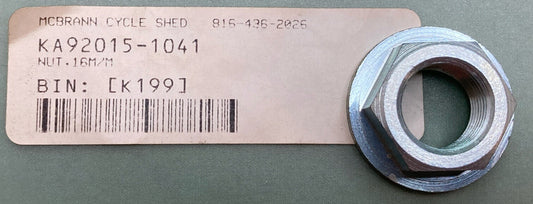 MCBRANN CYCLE SHED 816-436-2026
KA92015-1041
NUT.16M/M
BIN: [K199]